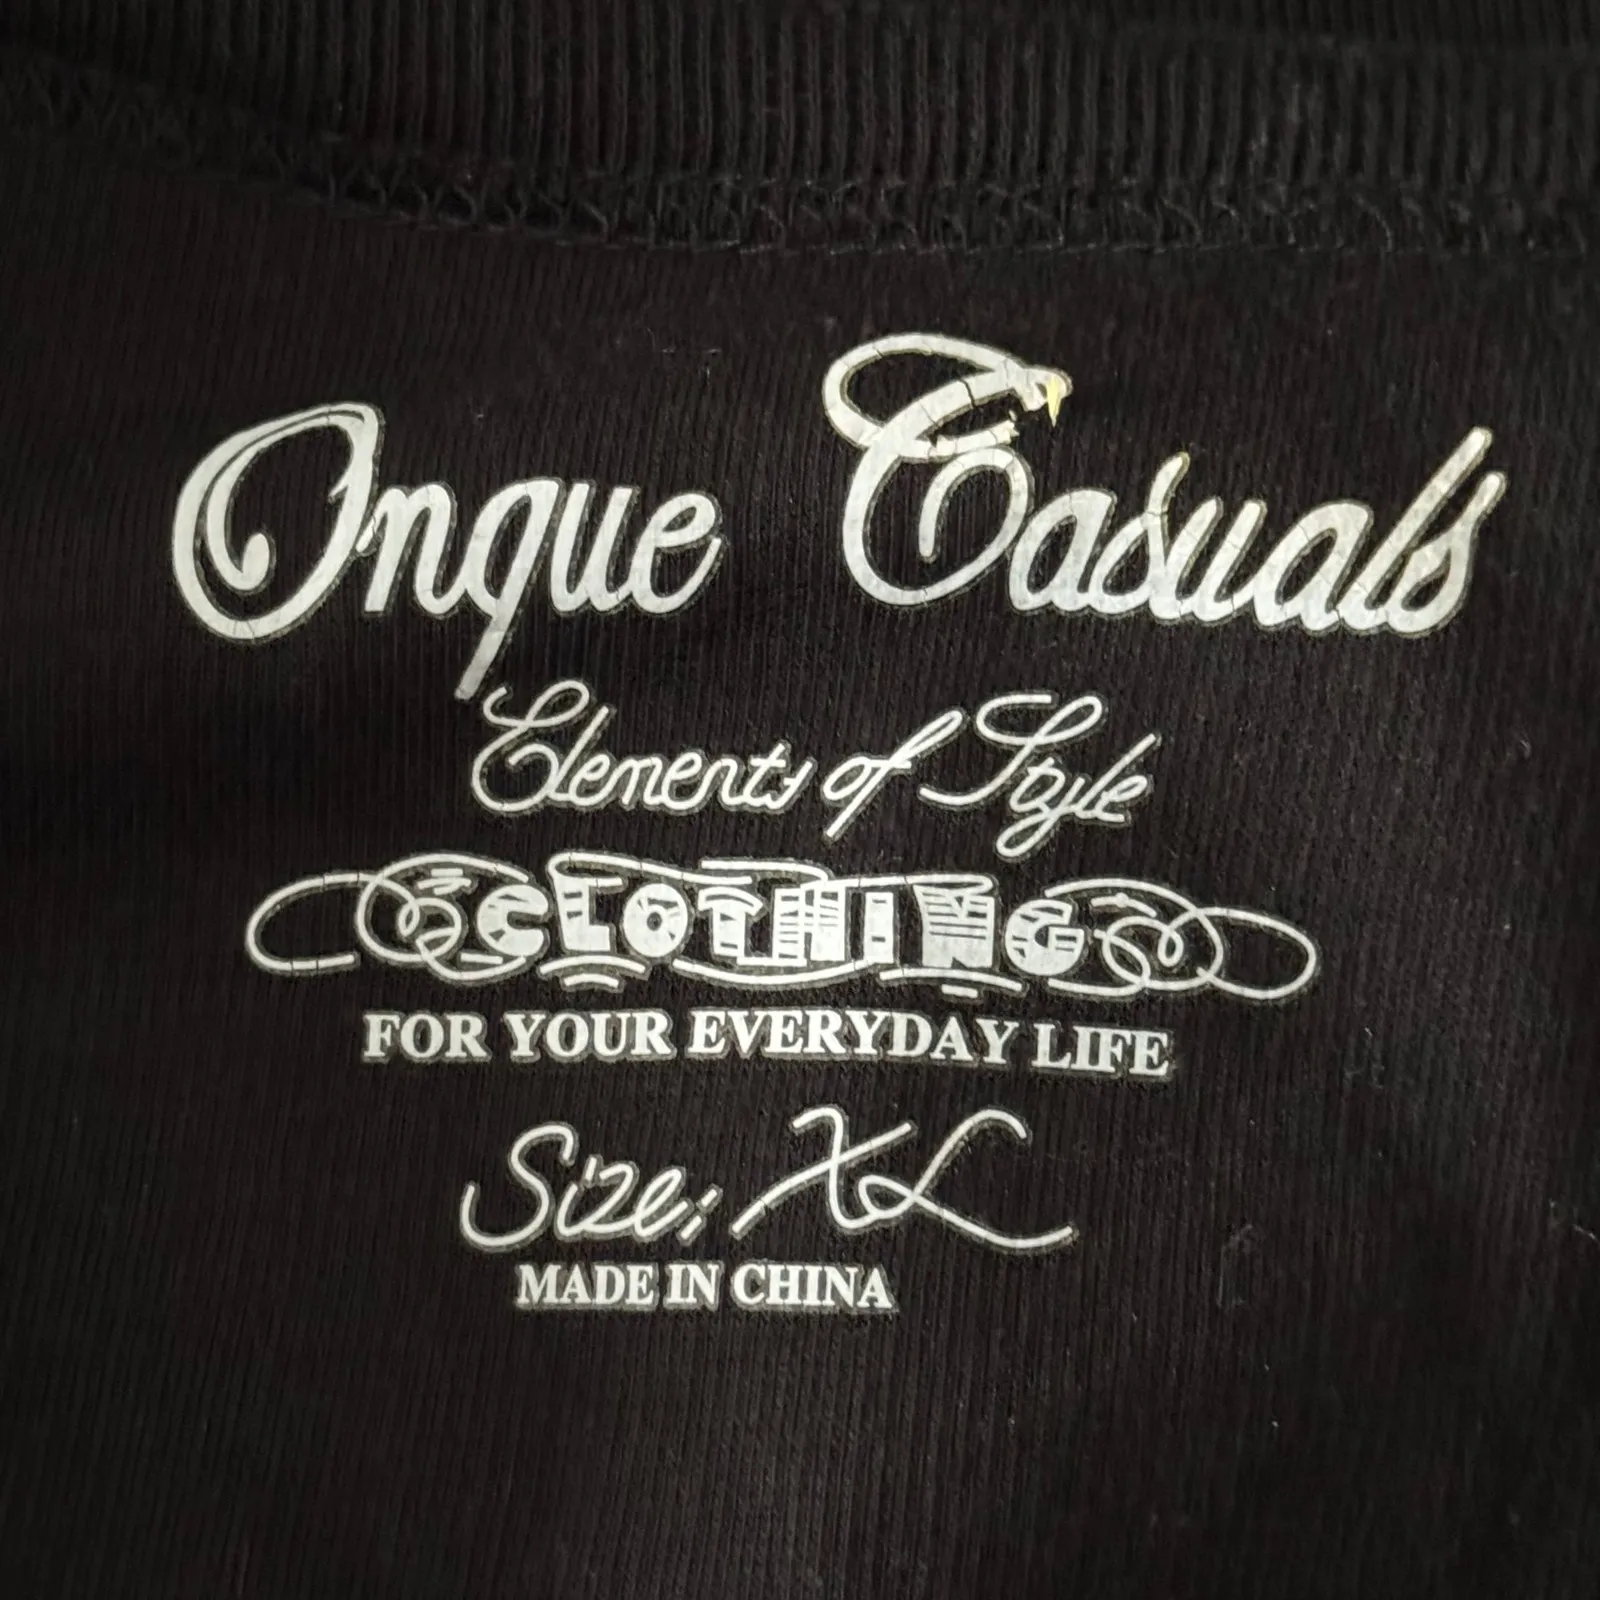 Onque Casuals
Elements of Style
CLOTHING
FOR YOUR EVERYDAY LIFE
Size: XL
MADE IN CHINA